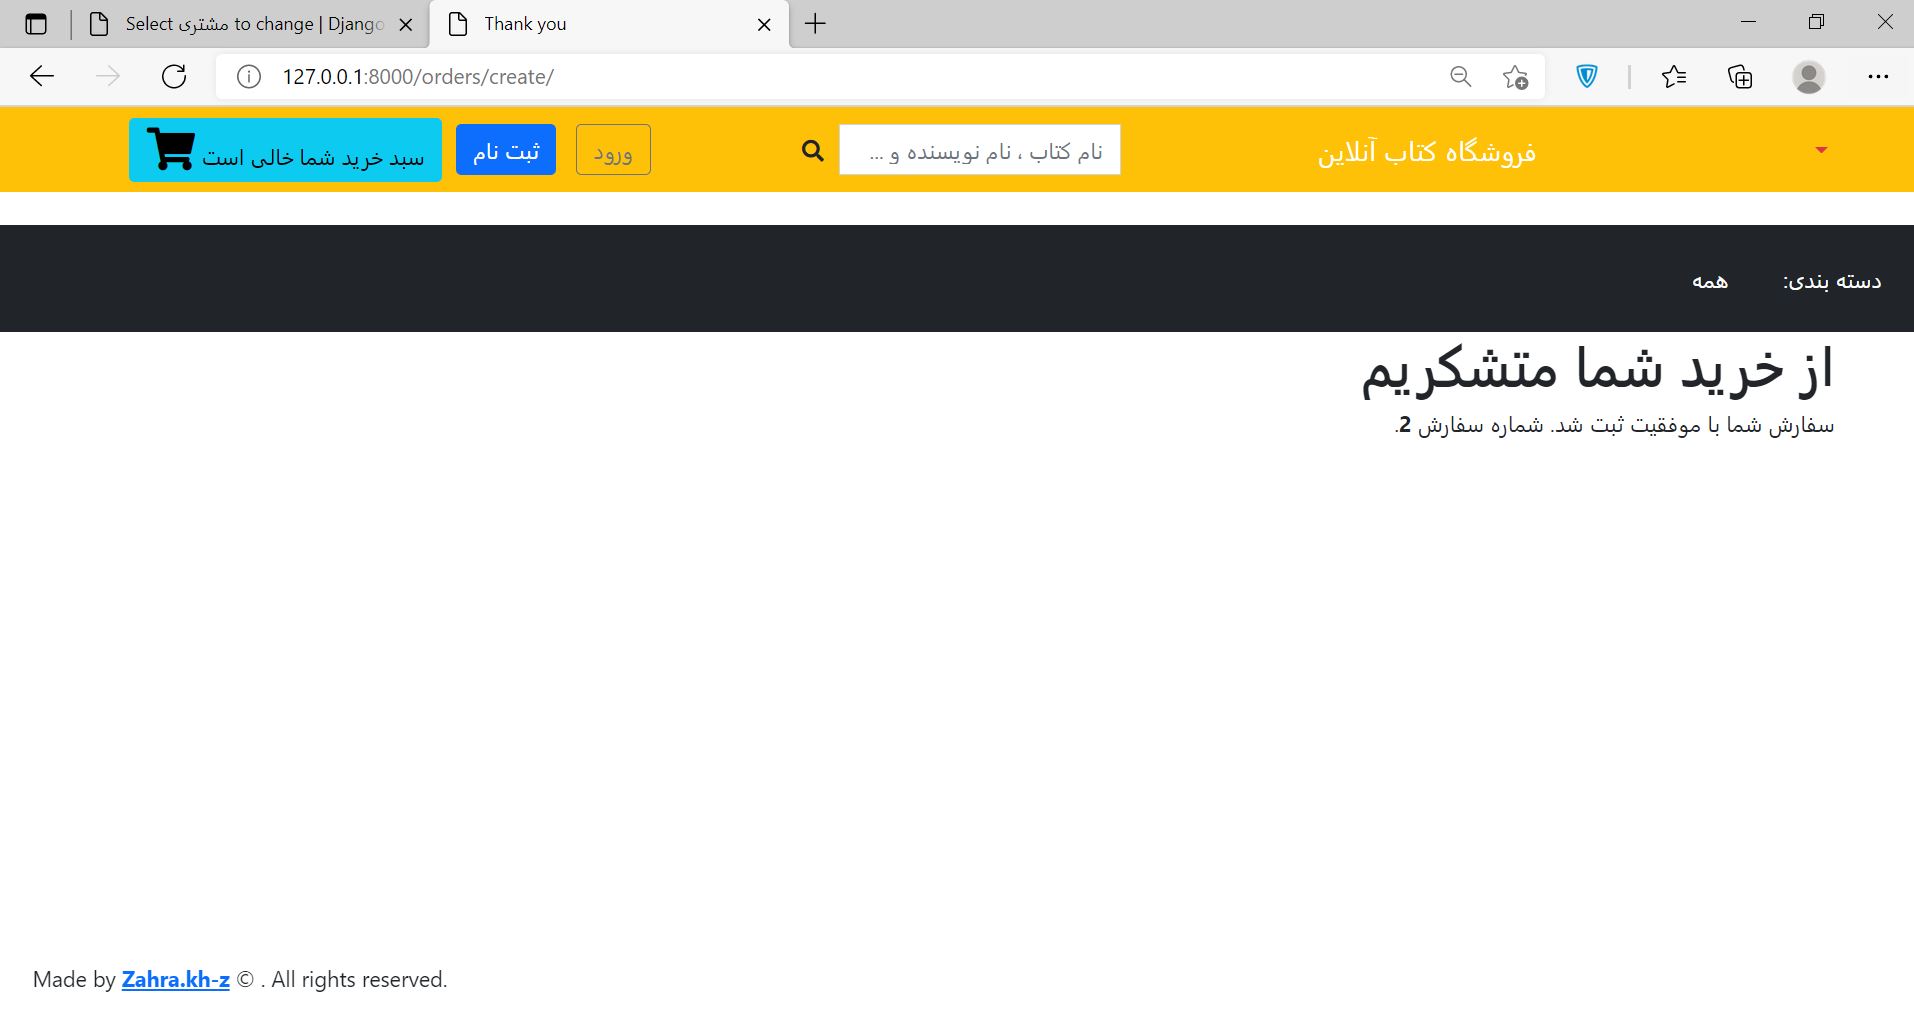 Select مشتری to change | Django
Thank you
127.0.0.1:8000/orders/create/
فروشگاه کتاب آنلاین
نام کتاب ، نام نویسنده و ...
ورود
ثبت نام
سبد خرید شما خالی است
دسته بندی:
همه
از خرید شما متشکریم
سفارش شما با موفقیت ثبت شد. شماره سفارش 2.
Made by Zahra.kh-z © . All rights reserved.